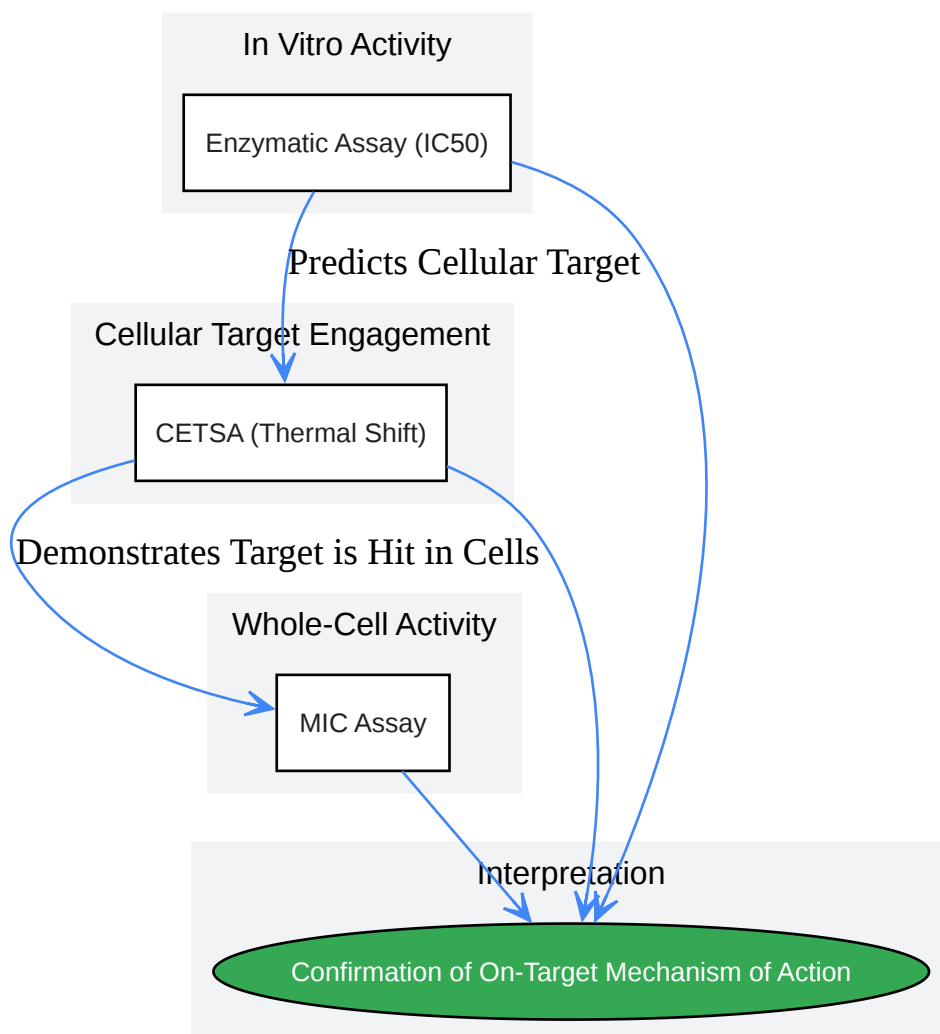 In Vitro Activity
Enzymatic Assay (IC50)
Predicts Cellular Target
Cellular Target Engagement
CETSA (Thermal Shift)
Demonstrates Target is Hit in Cells
Whole-Cell Activity
MIC Assay
Interpretation
Confirmation of On-Target Mechanism of Action